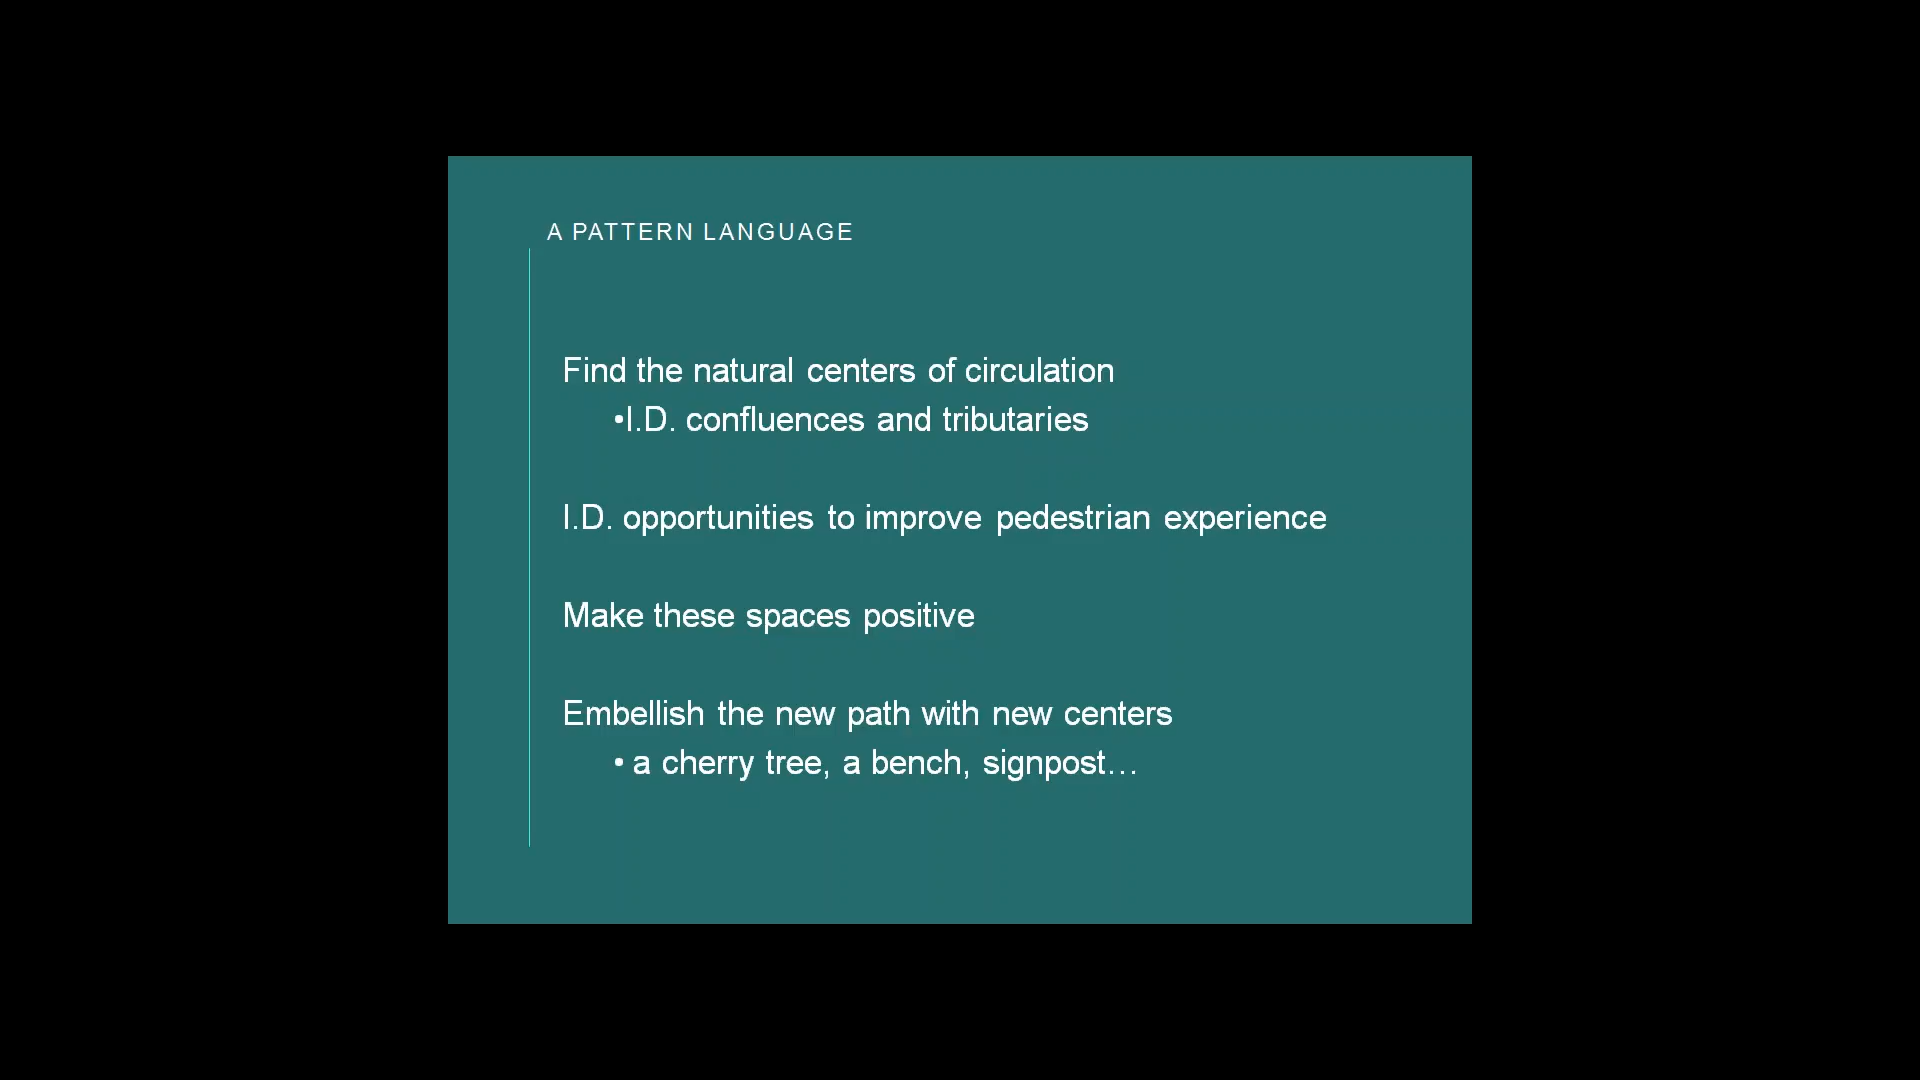 A PATTERN LANGUAGE
Find the natural centers of circulation
•I.D. confluences and tributaries
I.D. opportunities to improve pedestrian experience
Make these spaces positive
Embellish the new path with new centers
• a cherry tree, a bench, signpost…